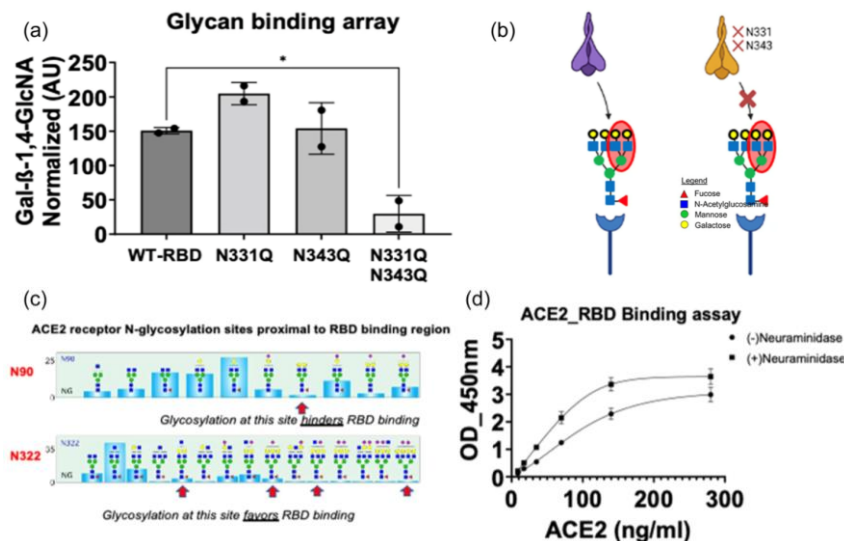 (a)
Glycan binding array
Gal-ß-1,4-GlcNA
Normalized (AU)
250
200
150
100
50
0
*
WT-RBD
N331Q
N343Q
N331Q
N343Q
(b)
N331
N343
Legend
Fucose
N-Acetylglucosamine
Mannose
Galactose
(c)
ACE2 receptor N-glycosylation sites proximal to RBD binding region
N90
25
N90
0
NG
Glycosylation at this site hinders RBD binding
N322
25
N322
0
NG
Glycosylation at this site favors RBD binding
(d)
ACE2_RBD Binding assay
OD_450nm
5
4
3
2
1
0
0
100
200
300
ACE2 (ng/ml)
(-)Neuraminidase
(+)Neuraminidase